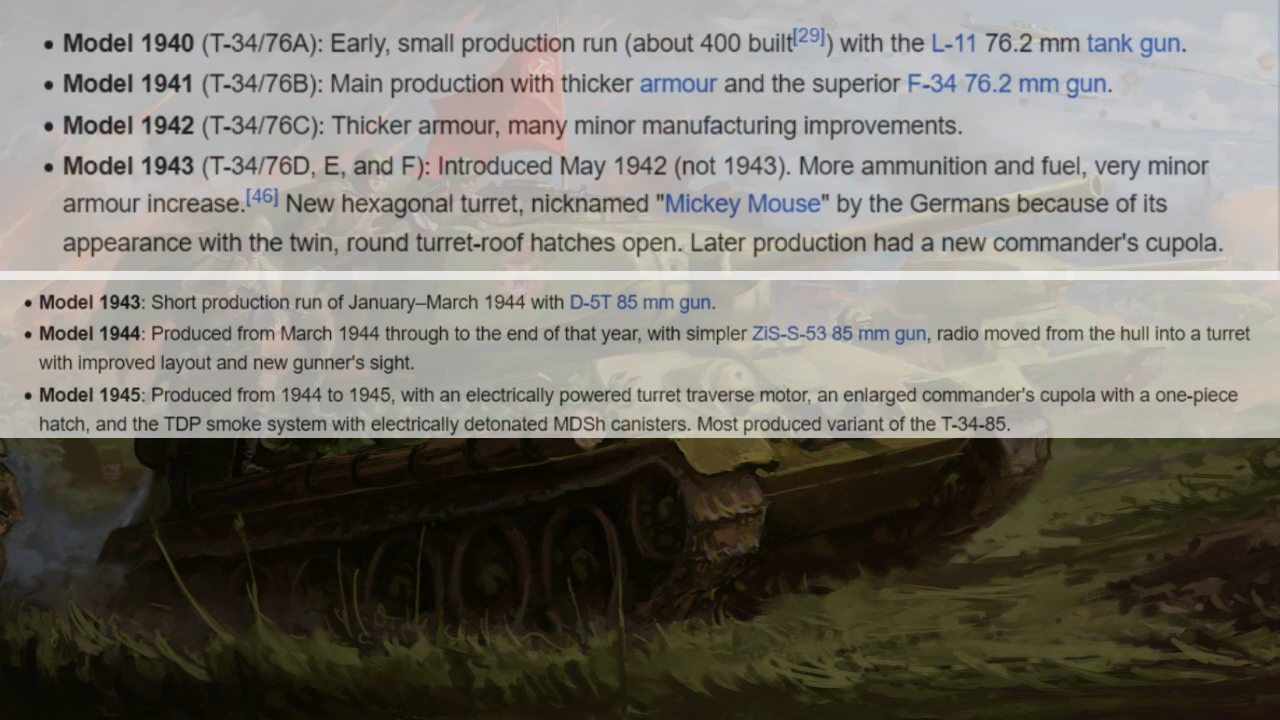 • Model 1940 (T-34/76A): Early, small production run (about 400 built[29]) with the L-11 76.2 mm tank gun.
• Model 1941 (T-34/76B): Main production with thicker armour and the superior F-34 76.2 mm gun.
• Model 1942 (T-34/76C): Thicker armour, many minor manufacturing improvements.
• Model 1943 (T-34/76D, E, and F): Introduced May 1942 (not 1943). More ammunition and fuel, very minor
armour increase.[46] New hexagonal turret, nicknamed "Mickey Mouse" by the Germans because of its
appearance with the twin, round turret-roof hatches open. Later production had a new commander's cupola.
• Model 1943: Short production run of January–March 1944 with D-5T 85 mm gun.
• Model 1944: Produced from March 1944 through to the end of that year, with simpler ZiS-S-53 85 mm gun, radio moved from the hull into a turret
with improved layout and new gunner's sight.
• Model 1945: Produced from 1944 to 1945, with an electrically powered turret traverse motor, an enlarged commander's cupola with a one-piece
hatch, and the TDP smoke system with electrically detonated MDSh canisters. Most produced variant of the T-34-85.